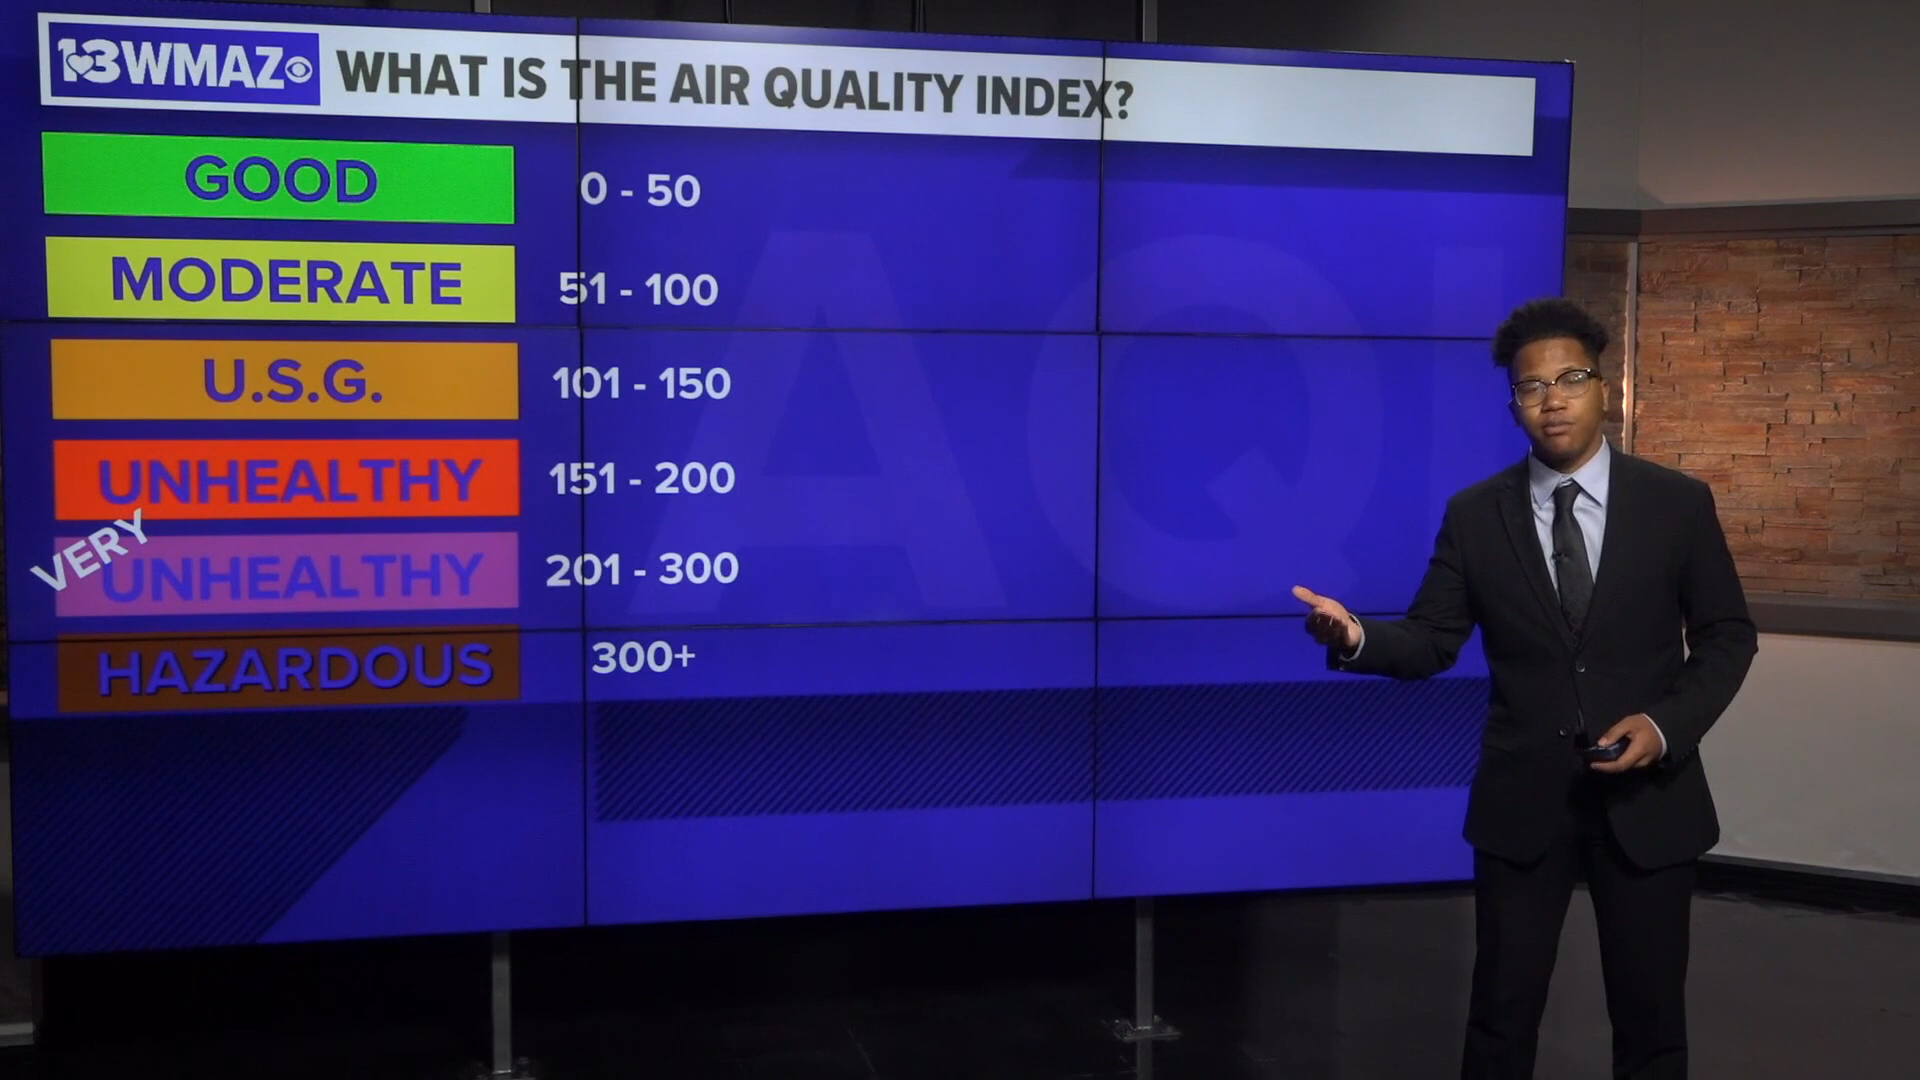 13WMAZ
WHAT IS THE AIR QUALITY INDEX?
GOOD 0 - 50
MODERATE 51 - 100
U.S.G. 101 - 150
UNHEALTHY 151 - 200
VERY
UNHEALTHY 201 - 300
HAZARDOUS 300+
AQI